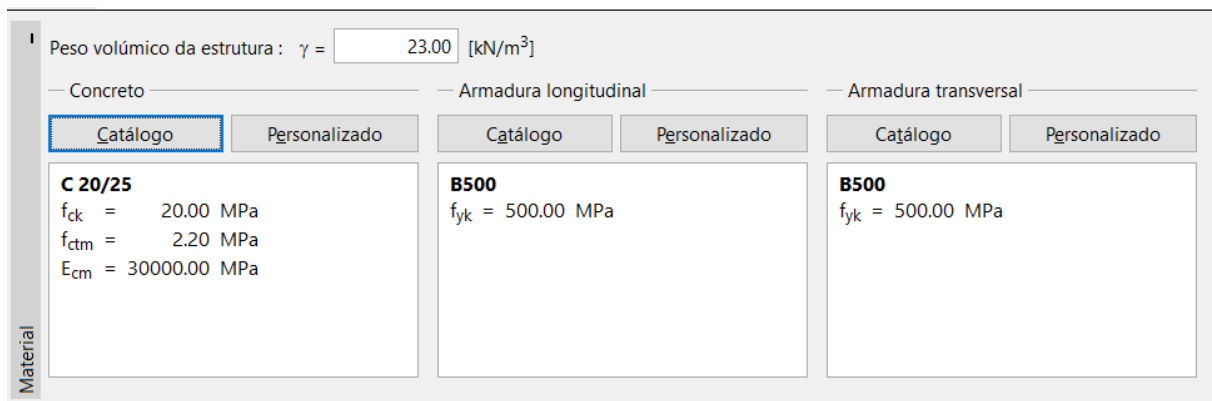 Peso volúmico da estrutura : γ = 23.00 [kN/m³]
Concreto
Armadura longitudinal
Armadura transversal
Catálogo
Personalizado
Catálogo
Personalizado
Catálogo
Personalizado
C 20/25
fck = 20.00 MPa
fctm = 2.20 MPa
Ecm = 30000.00 MPa
B500
fyk = 500.00 MPa
B500
fyk = 500.00 MPa
Material